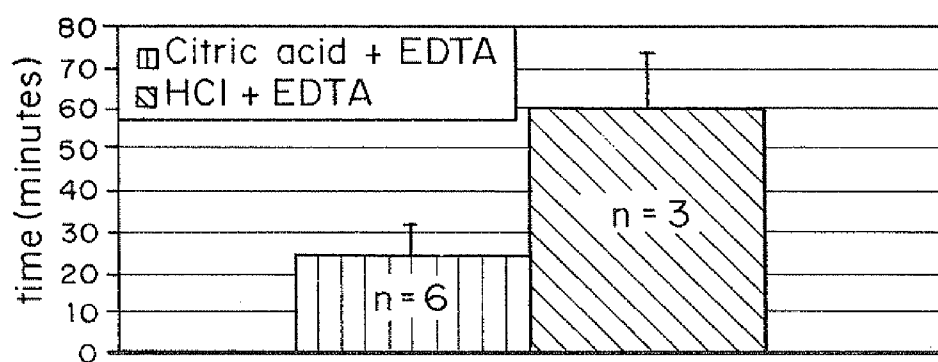 80
70
60
50
40
30
20
10
0
time (minutes)
Citric acid + EDTA
HCl + EDTA
n = 6
n = 3